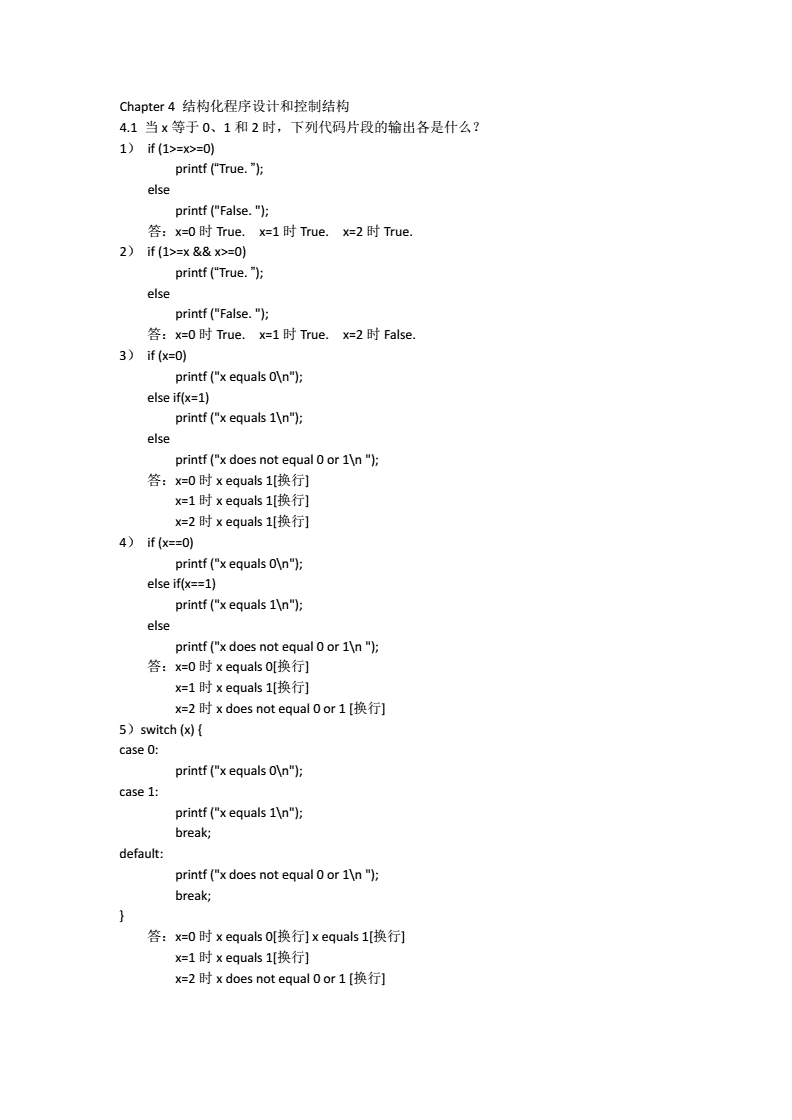 Chapter 4 结构化程序设计和控制结构
4.1 当 x 等于 0、1 和 2 时，下列代码片段的输出各是什么？
1） if (1>=x>=0)
printf (“True. ”);
else
printf ("False. ");
答：x=0 时 True. x=1 时 True. x=2 时 True.
2） if (1>=x && x>=0)
printf (“True. ”);
else
printf ("False. ");
答：x=0 时 True. x=1 时 True. x=2 时 False.
3） if (x=0)
printf ("x equals 0\n");
else if(x=1)
printf ("x equals 1\n");
else
printf ("x does not equal 0 or 1\n ");
答：x=0 时 x equals 1[换行]
x=1 时 x equals 1[换行]
x=2 时 x equals 1[换行]
4） if (x==0)
printf ("x equals 0\n");
else if(x==1)
printf ("x equals 1\n");
else
printf ("x does not equal 0 or 1\n ");
答：x=0 时 x equals 0[换行]
x=1 时 x equals 1[换行]
x=2 时 x does not equal 0 or 1 [换行]
5）switch (x) {
case 0:
printf ("x equals 0\n");
case 1:
printf ("x equals 1\n");
break;
default:
printf ("x does not equal 0 or 1\n ");
break;
}
答：x=0 时 x equals 0[换行] x equals 1[换行]
x=1 时 x equals 1[换行]
x=2 时 x does not equal 0 or 1 [换行]